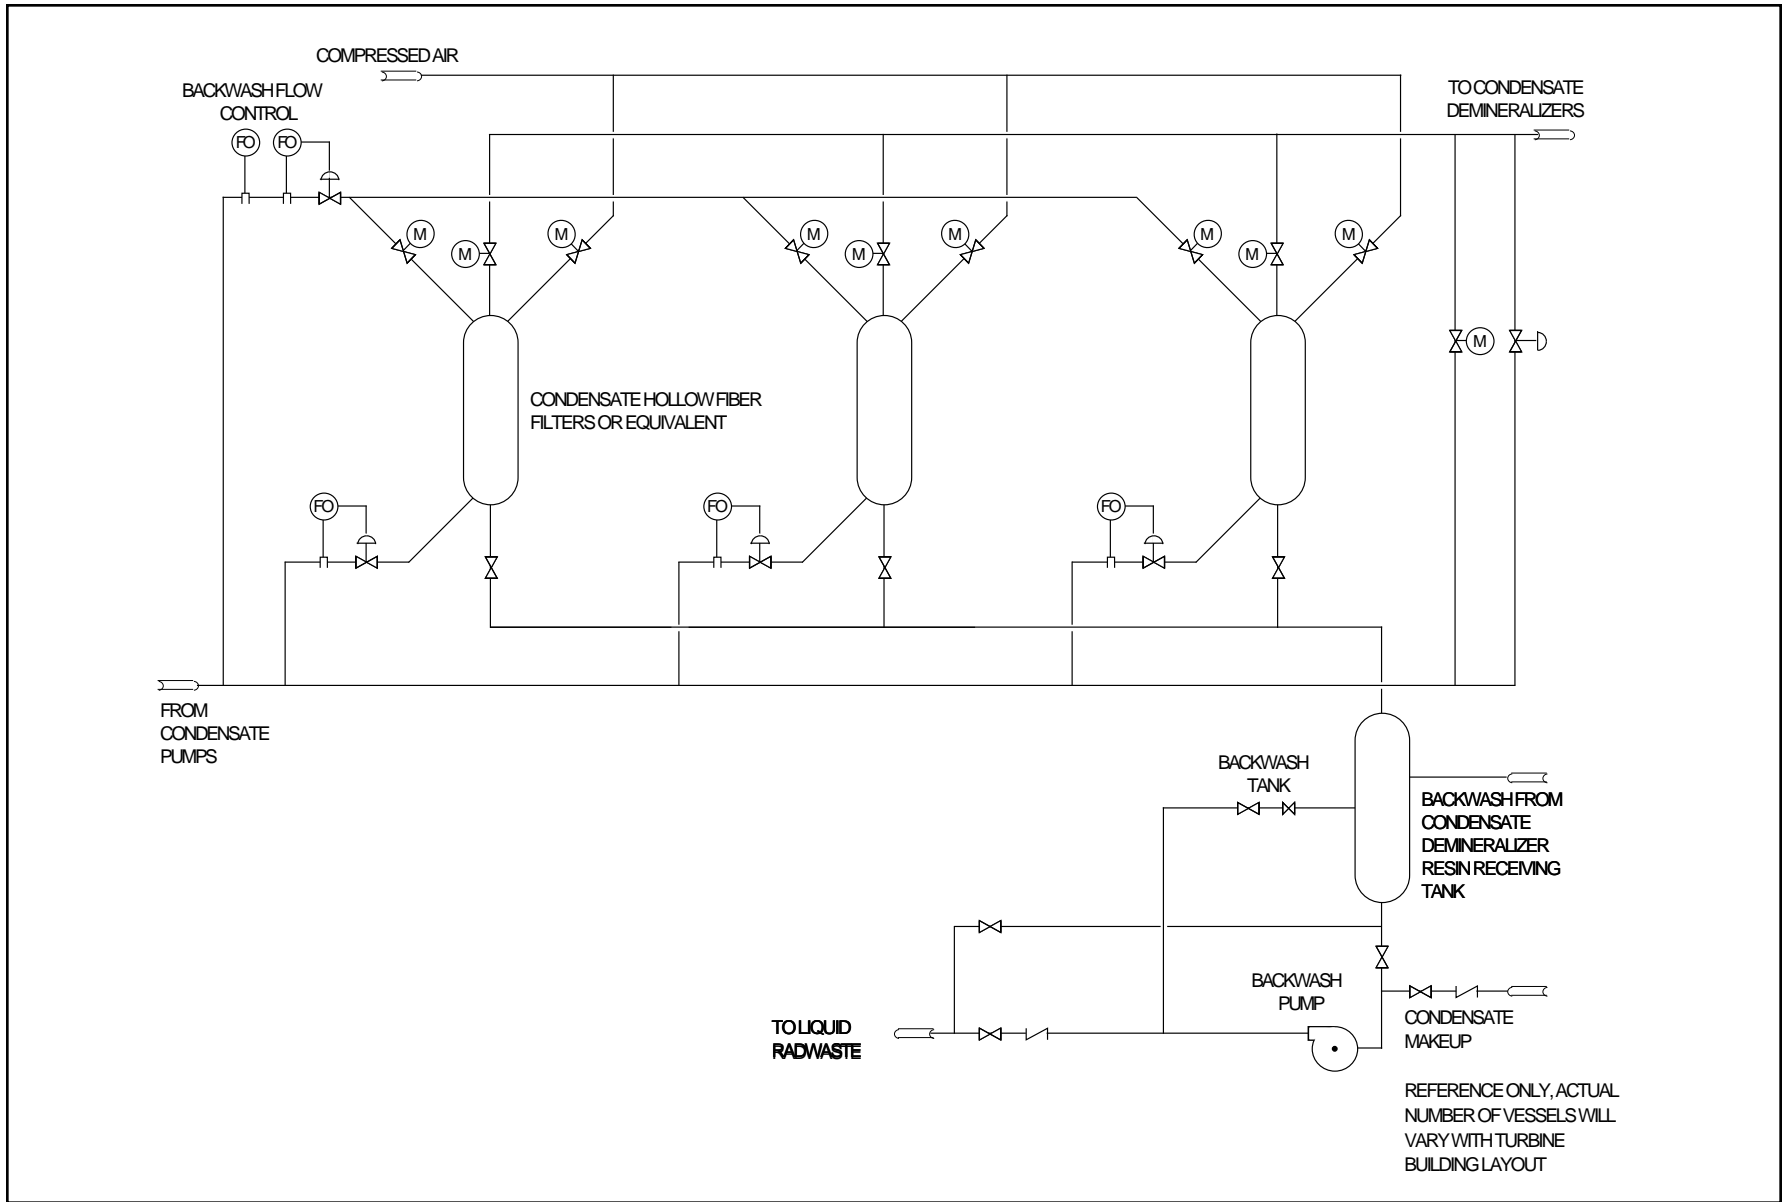 COMPRESSED AIR
BACKWASH FLOW
CONTROL
TO CONDENSATE
DEMINERALIZERS
FO
FO
M
M
M
M
M
M
M
M
M
M
CONDENSATE HOLLOW FIBER
FILTERS OR EQUIVALENT
FO
FO
FO
FROM
CONDENSATE
PUMPS
BACKWASH
TANK
BACKWASH FROM
CONDENSATE
DEMINERALIZER
RESIN RECEIVING
TANK
BACKWASH
PUMP
TO LIQUID
RADWASTE
CONDENSATE
MAKEUP
REFERENCE ONLY, ACTUAL
NUMBER OF VESSELS WILL
VARY WITH TURBINE
BUILDING LAYOUT